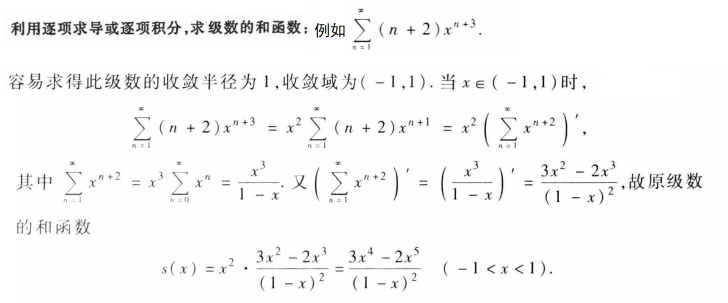 利用逐项求导或逐项积分,求级数的和函数: 例如 $\sum_{n=1}^{\infty}(n+2)x^{n+3}$.
容易求得此级数的收敛半径为 1,收敛域为(-1,1).当 x∈(-1,1)时,
$\sum_{n=1}^{\infty}(n+2)x^{n+3} = x^2\sum_{n=1}^{\infty}(n+2)x^{n+1} = x^2\left(\sum_{n=1}^{\infty}x^{n+2}\right)'$,
其中 $\sum_{n=1}^{\infty}x^{n+2} = x^3\sum_{n=0}^{\infty}x^n = \frac{x^3}{1-x}$. 又 $\left(\sum_{n=1}^{\infty}x^{n+2}\right)' = \left(\frac{x^3}{1-x}\right)' = \frac{3x^2-2x^3}{(1-x)^2}$,故原级数
的和函数
$s(x) = x^2 \cdot \frac{3x^2-2x^3}{(1-x)^2} = \frac{3x^4-2x^5}{(1-x)^2}$ (-1<x<1).